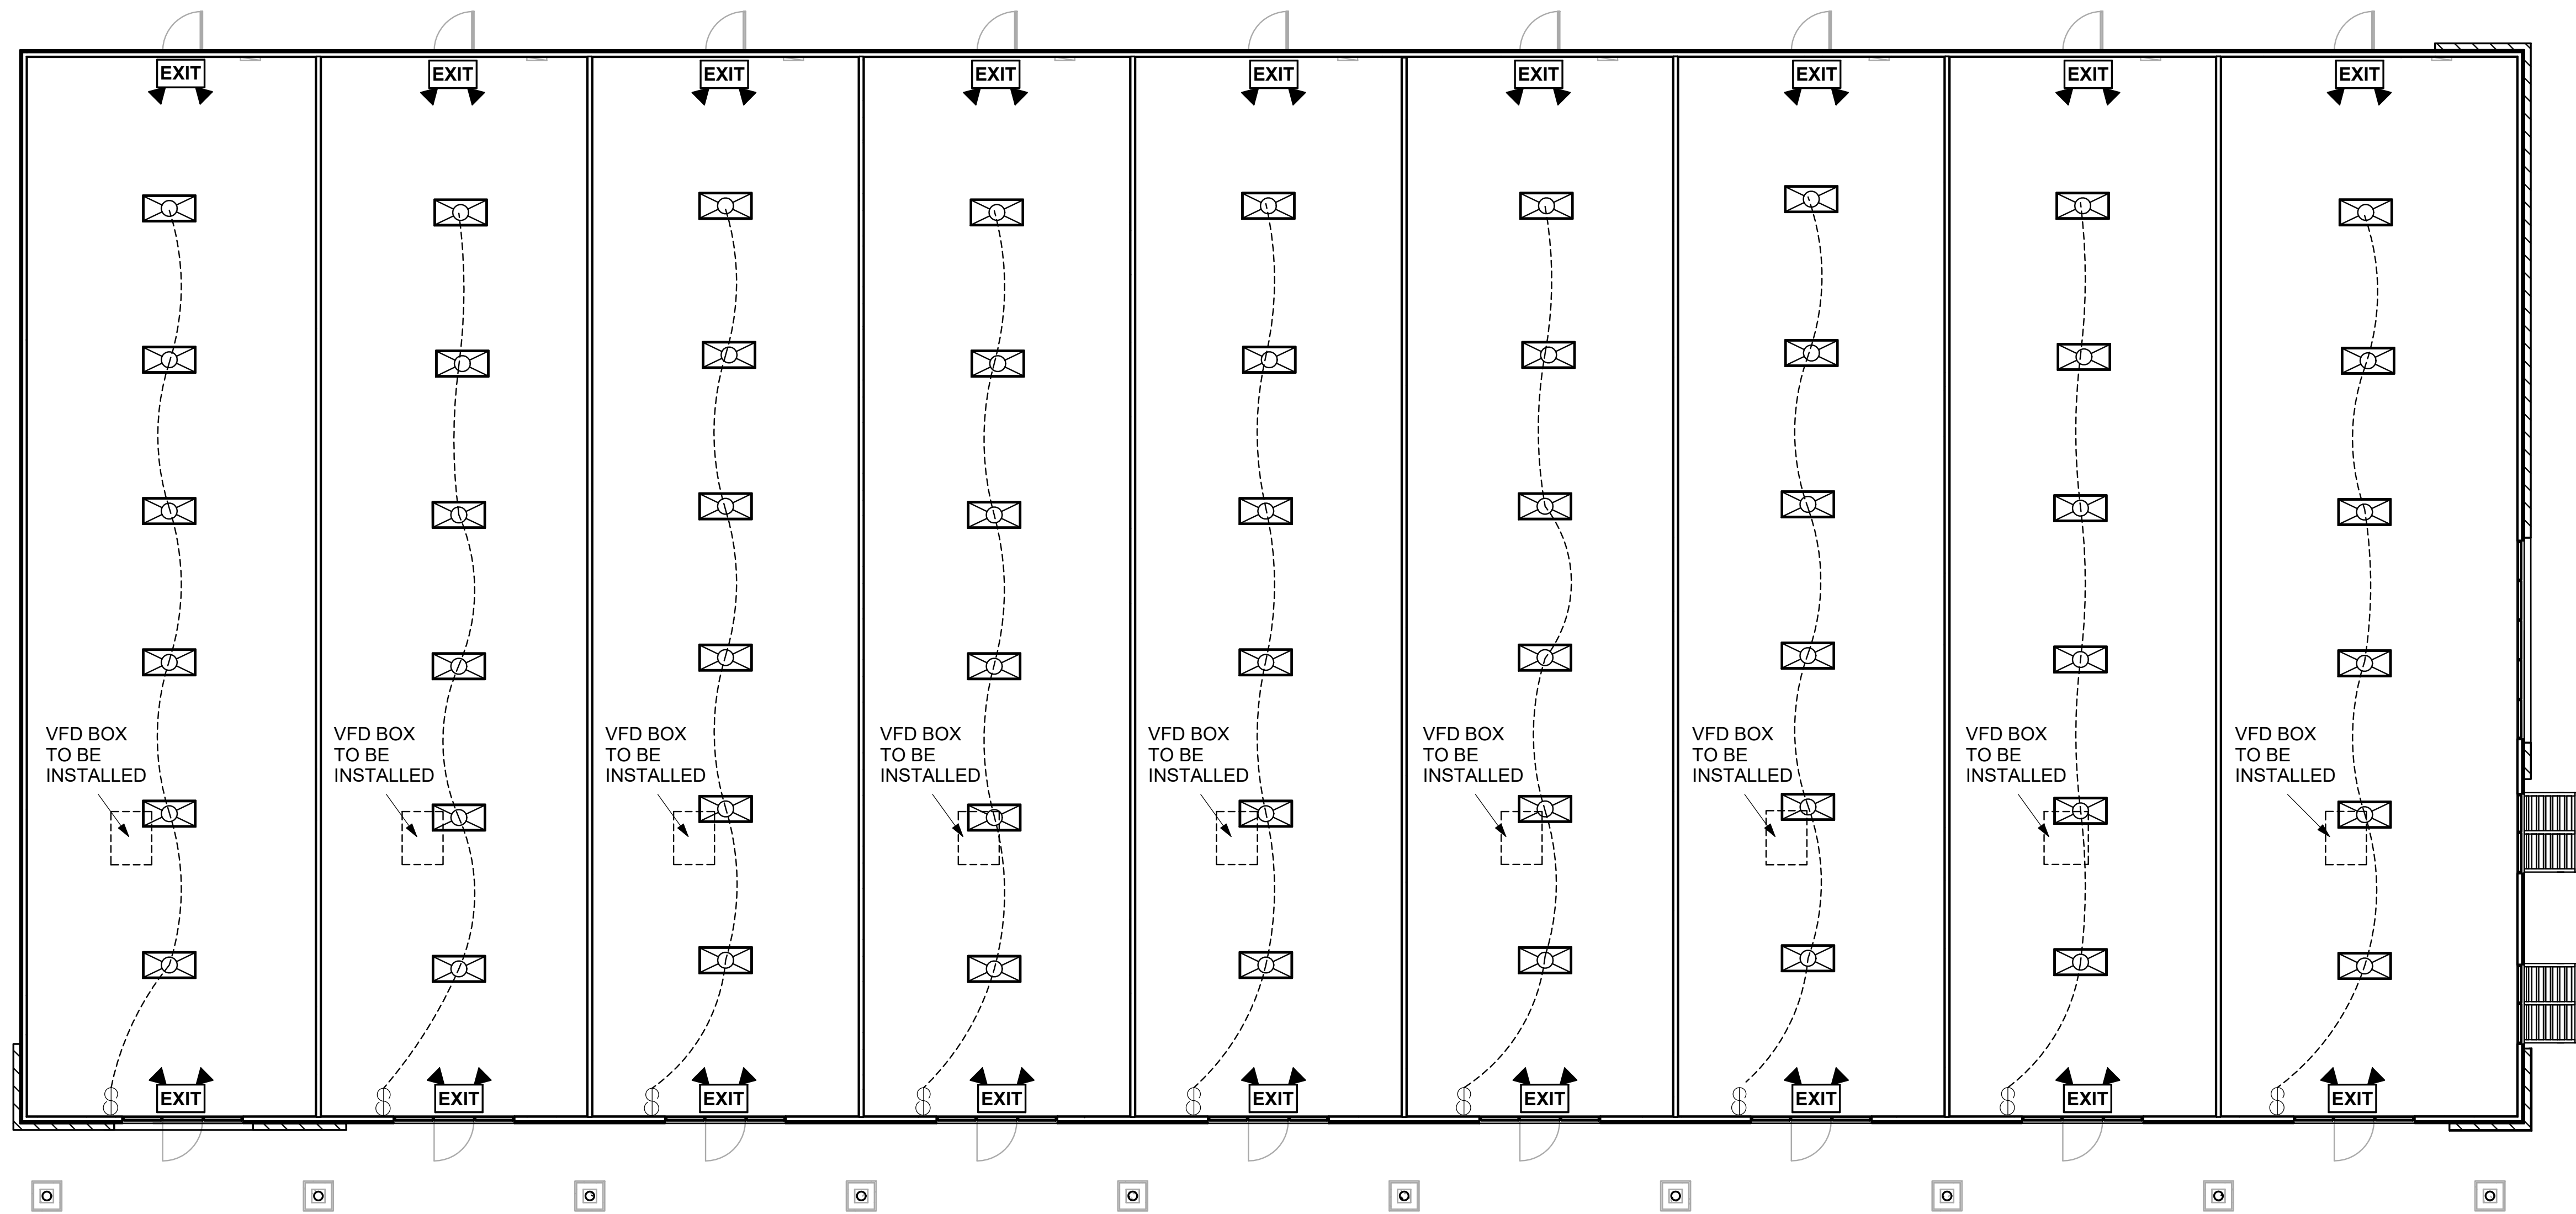 EXIT
EXIT
EXIT
EXIT
EXIT
EXIT
EXIT
EXIT
EXIT
VFD BOX
TO BE
INSTALLED
VFD BOX
TO BE
INSTALLED
VFD BOX
TO BE
INSTALLED
VFD BOX
TO BE
INSTALLED
VFD BOX
TO BE
INSTALLED
VFD BOX
TO BE
INSTALLED
VFD BOX
TO BE
INSTALLED
VFD BOX
TO BE
INSTALLED
VFD BOX
TO BE
INSTALLED
$
EXIT
$
EXIT
$
EXIT
$
EXIT
$
EXIT
$
EXIT
$
EXIT
$
EXIT
$
EXIT